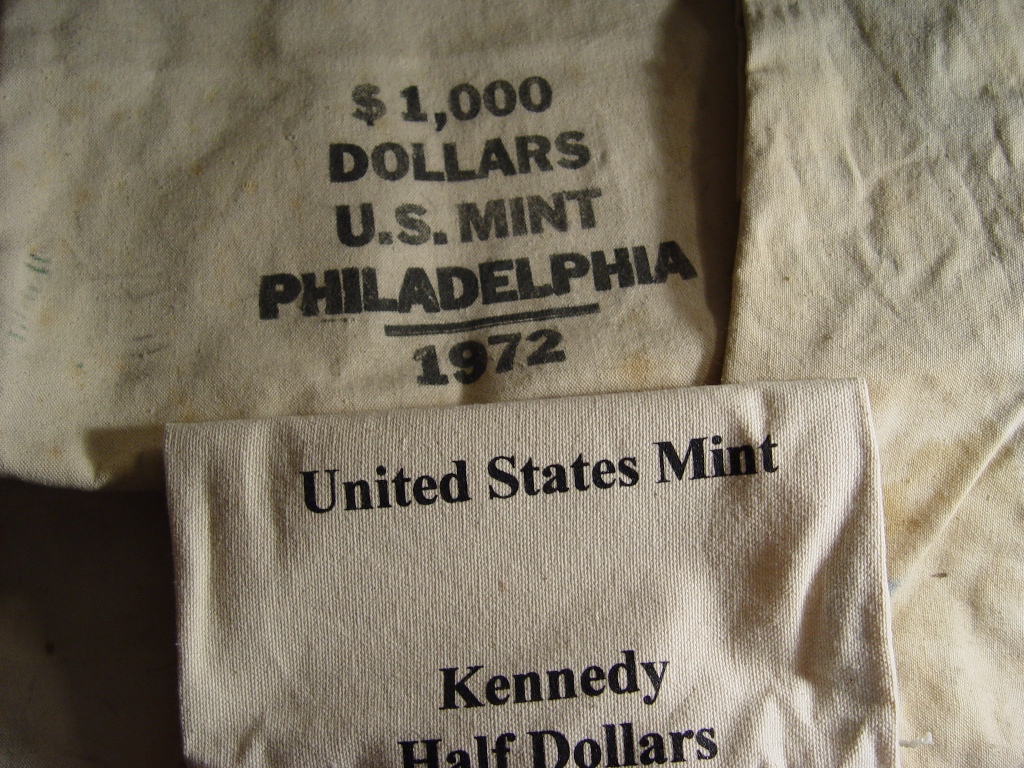 $1,000
DOLLARS
U.S. MINT
PHILADELPHIA
1972
United States Mint
Kennedy
Half Dollars